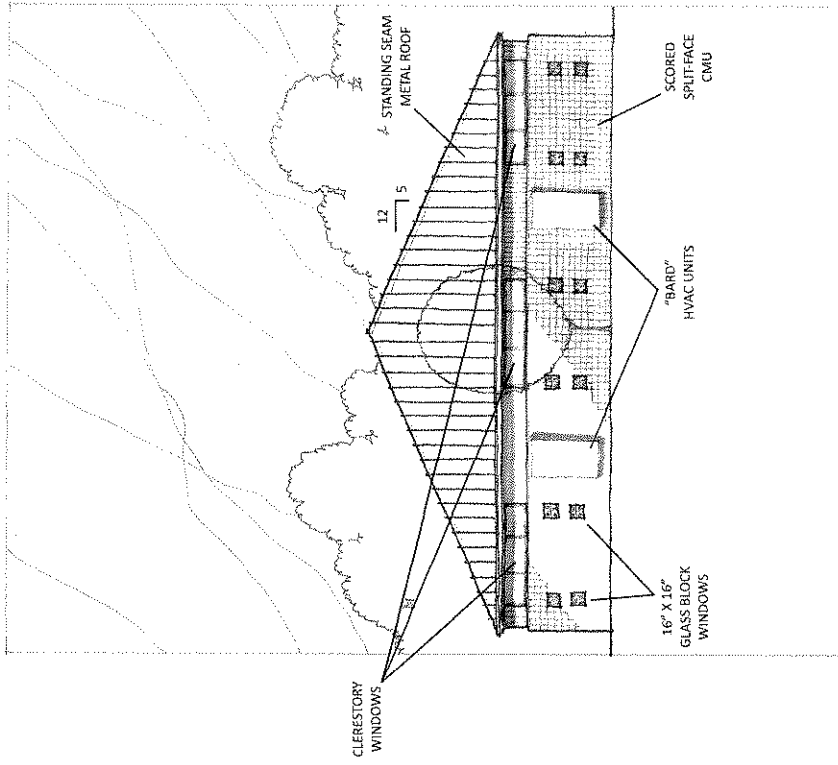 CLERESTORY
WINDOWS
STANDING SEAM
METAL ROOF
12
5
16" X 16"
GLASS BLOCK
WINDOWS
"BARD"
HVAC UNITS
SCORED
SPLIT-FACE
CMU